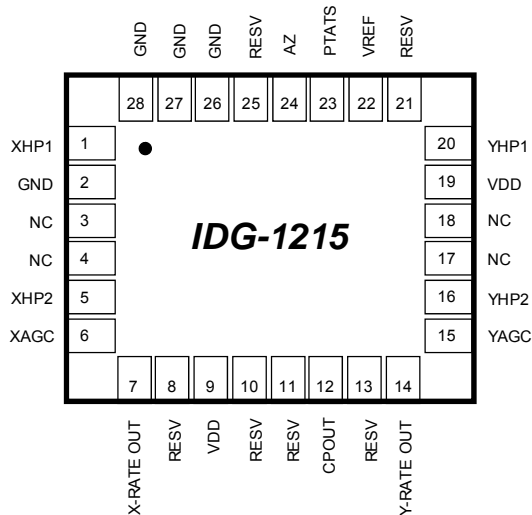 GND GND GND RESV AZ PTATS VREF RESV
28 27 26 25 24 23 22 21
XHP1 1 20 YHP1
GND 2 19 VDD
NC 3 18 NC
IDG-1215
NC 4 17 NC
XHP2 5 16 YHP2
XAGC 6 15 YAGC
7 8 9 10 11 12 13 14
X-RATE OUT RESV VDD RESV RESV CPOUT RESV Y-RATE OUT